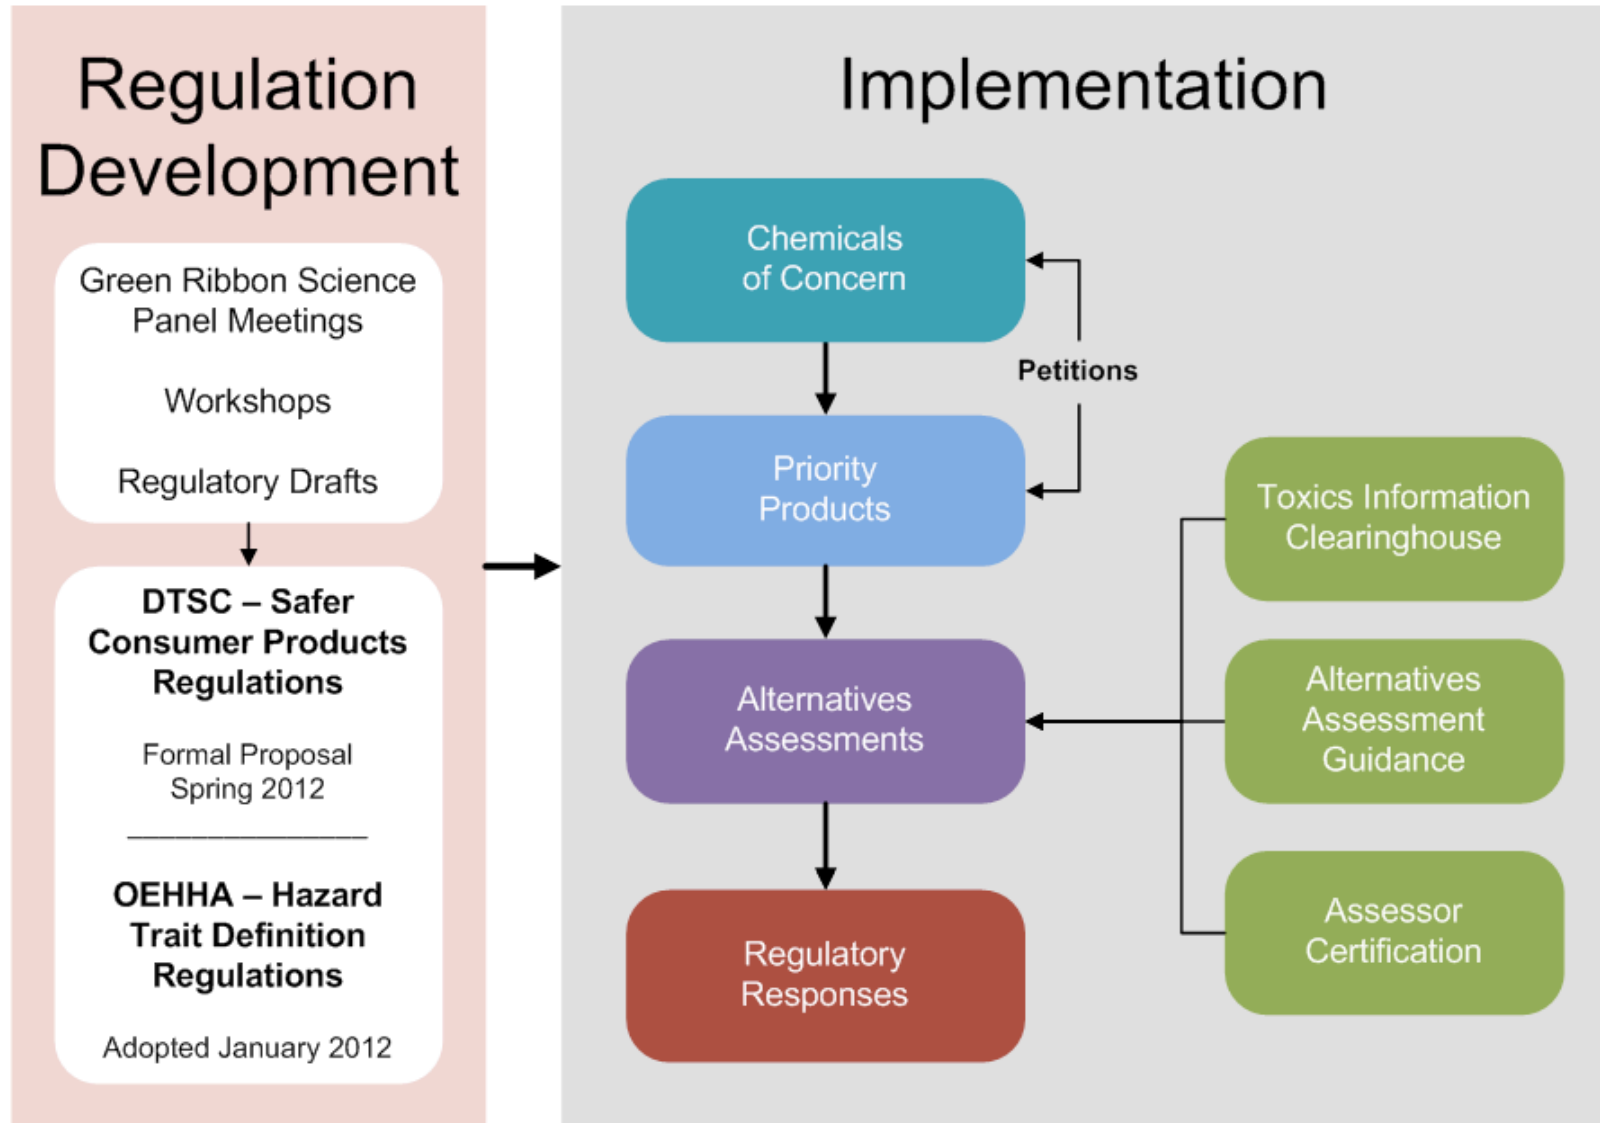 Regulation
Development
Green Ribbon Science
Panel Meetings
Workshops
Regulatory Drafts
DTSC – Safer
Consumer Products
Regulations
Formal Proposal
Spring 2012
OEHHA – Hazard
Trait Definition
Regulations
Adopted January 2012
Implementation
Chemicals
of Concern
Petitions
Priority
Products
Alternatives
Assessments
Regulatory
Responses
Toxics Information
Clearinghouse
Alternatives
Assessment
Guidance
Assessor
Certification